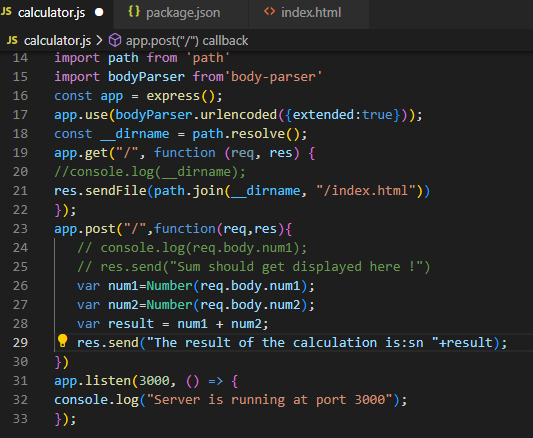 JS calculator.js ● {} package.json <> index.html
JS calculator.js > app.post("/") callback
14 import path from 'path'
15 import bodyParser from'body-parser'
16 const app = express();
17 app.use(bodyParser.urlencoded({extended:true}));
18 const __dirname = path.resolve();
19 app.get("/", function (req, res) {
20 //console.log(__dirname);
21 res.sendFile(path.join(__dirname, "/index.html"))
22 });
23 app.post("/",function(req,res){
24 // console.log(req.body.num1);
25 // res.send("Sum should get displayed here !")
26 var num1=Number(req.body.num1);
27 var num2=Number(req.body.num2);
28 var result = num1 + num2;
29 res.send("The result of the calculation is:sn "+result);
30 })
31 app.listen(3000, () => {
32 console.log("Server is running at port 3000");
33 });